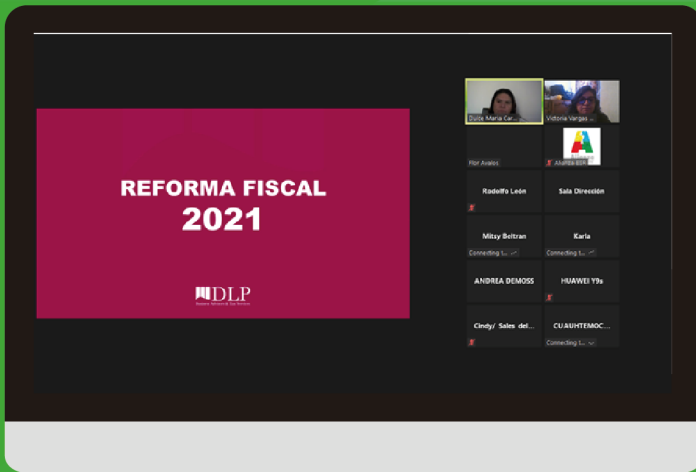 REFORMA FISCAL
2021
DLP
Dulce Maria Car...
Victoria Vargas ...
Flor Avalos
Alianza BEP
Rodolfo León
Sala Dirección
Mitsy Beltran
Karla
Connecting t...
Connecting t...
ANDREA DEMOSS
HUAWEI Y9s
Cindy/ Sales del...
CUAUHTEMOC...
Connecting t...